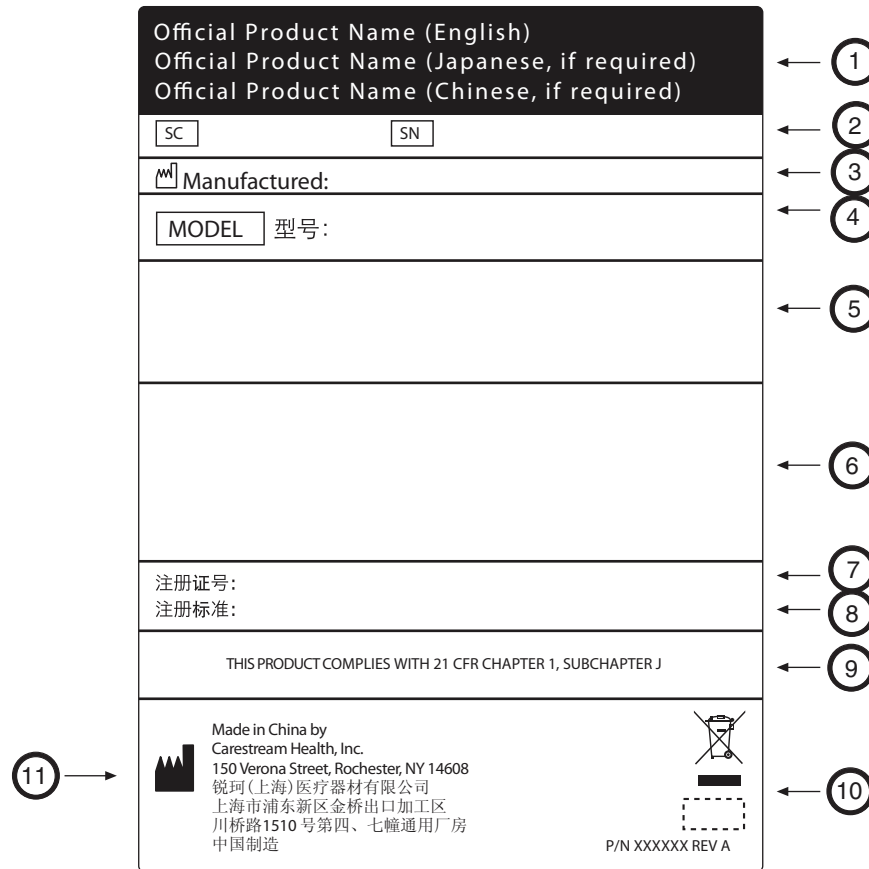 Official Product Name (English)
Official Product Name (Japanese, if required)
Official Product Name (Chinese, if required)
1
SC SN
2
Manufactured:
3
MODEL 型号:
4
5
6
注册证号:
7
注册标准:
8
THIS PRODUCT COMPLIES WITH 21 CFR CHAPTER 1, SUBCHAPTER J
9
11
Made in China by
Carestream Health, Inc.
150 Verona Street, Rochester, NY 14608
锐珂(上海)医疗器材有限公司
上海市浦东新区金桥出口加工区
川桥路1510 号第四、七幢通用厂房
中国制造
10
P/N XXXXXX REV A